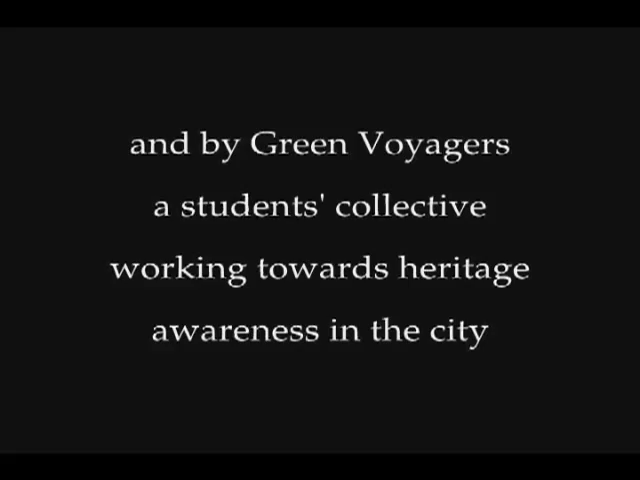 and by Green Voyagers
a students' collective
working towards heritage
awareness in the city